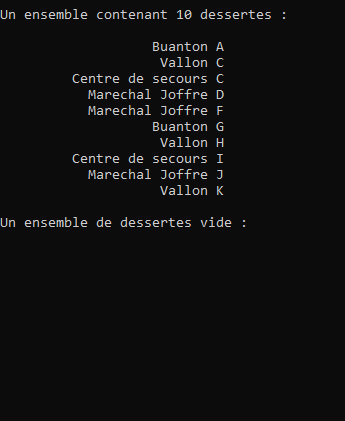 Un ensemble contenant 10 dessertes :
Buanton A
Vallon C
Centre de secours C
Marechal Joffre D
Marechal Joffre F
Buanton G
Vallon H
Centre de secours I
Marechal Joffre J
Vallon K
Un ensemble de dessertes vide :